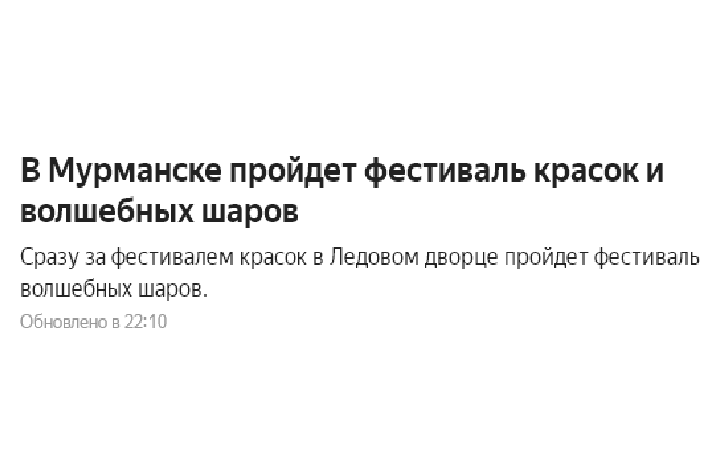 В Мурманске пройдет фестиваль красок и
волшебных шаров
Сразу за фестивалем красок в Ледовом дворце пройдет фестиваль
волшебных шаров.
Обновлено в 22:10